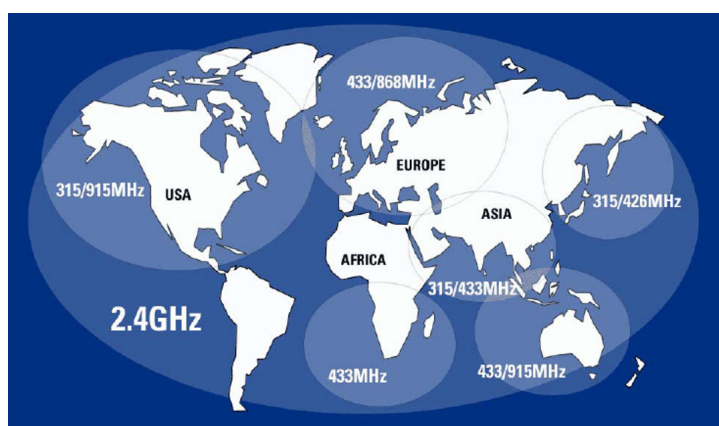 433/868MHz
EUROPE
315/915MHz
USA
315/426MHz
ASIA
AFRICA
315/433MHz
2.4GHz
433MHz
433/915MHz